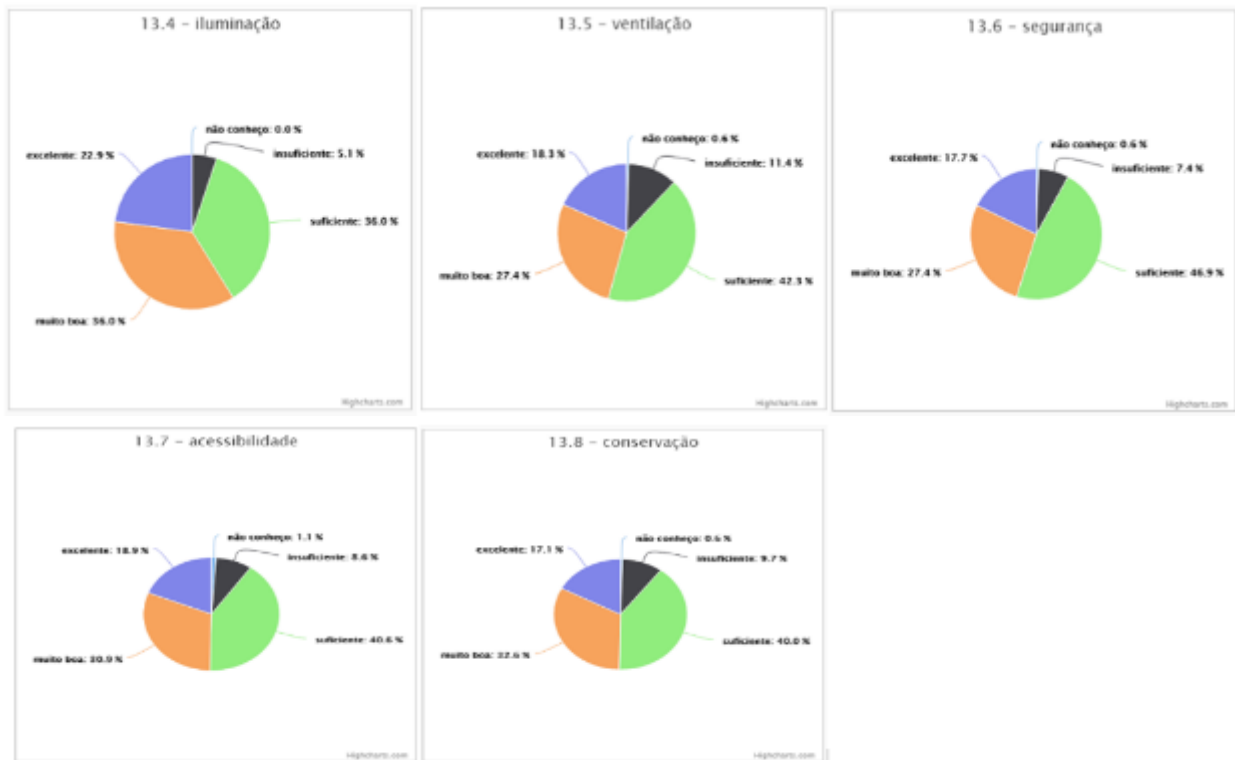 13.4 - iluminação
não conheço: 0.0 %
excelente: 22.9 %
insuficiente: 5.1 %
suficiente: 36.0 %
muito boa: 36.0 %
Highcharts.com
13.5 - ventilação
não conheço: 0.6 %
excelente: 18.3 %
insuficiente: 11.4 %
muito boa: 27.4 %
suficiente: 42.3 %
Highcharts.com
13.6 - segurança
não conheço: 0.6 %
excelente: 17.7 %
insuficiente: 7.4 %
muito boa: 27.4 %
suficiente: 46.9 %
Highcharts.com
13.7 - acessibilidade
não conheço: 1.1 %
excelente: 18.9 %
insuficiente: 8.6 %
suficiente: 40.6 %
muito boa: 30.9 %
Highcharts.com
13.8 - conservação
não conheço: 0.6 %
excelente: 17.1 %
insuficiente: 9.7 %
suficiente: 40.0 %
muito boa: 32.6 %
Highcharts.com